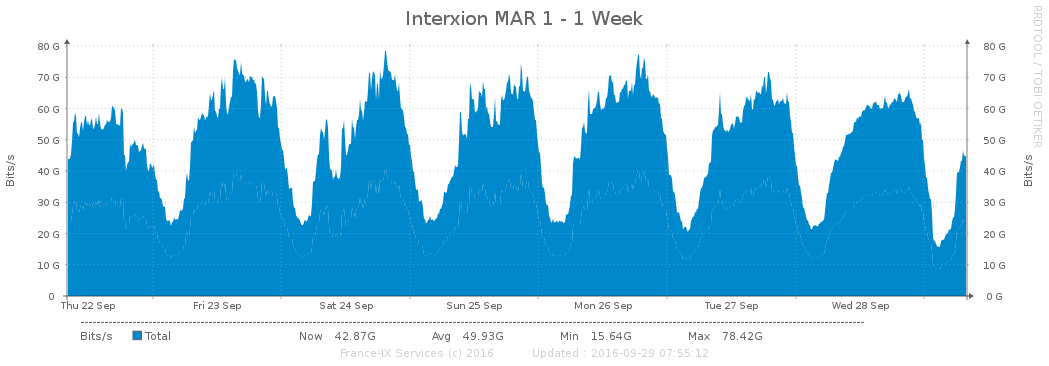 Interxion MAR 1 - 1 Week
RRDTOOL / TOBI OETIKER
Bits/s
80 G
70 G
60 G
50 G
40 G
30 G
20 G
10 G
0
80 G
70 G
60 G
50 G
40 G
30 G
20 G
10 G
0 G
Bits/s
Thu 22 Sep Fri 23 Sep Sat 24 Sep Sun 25 Sep Mon 26 Sep Tue 27 Sep Wed 28 Sep
Bits/s Total Now 42.87G Avg 49.93G Min 15.64G Max 78.42G
France-IX Services (c) 2016 Updated : 2016-09-29 07:55:12